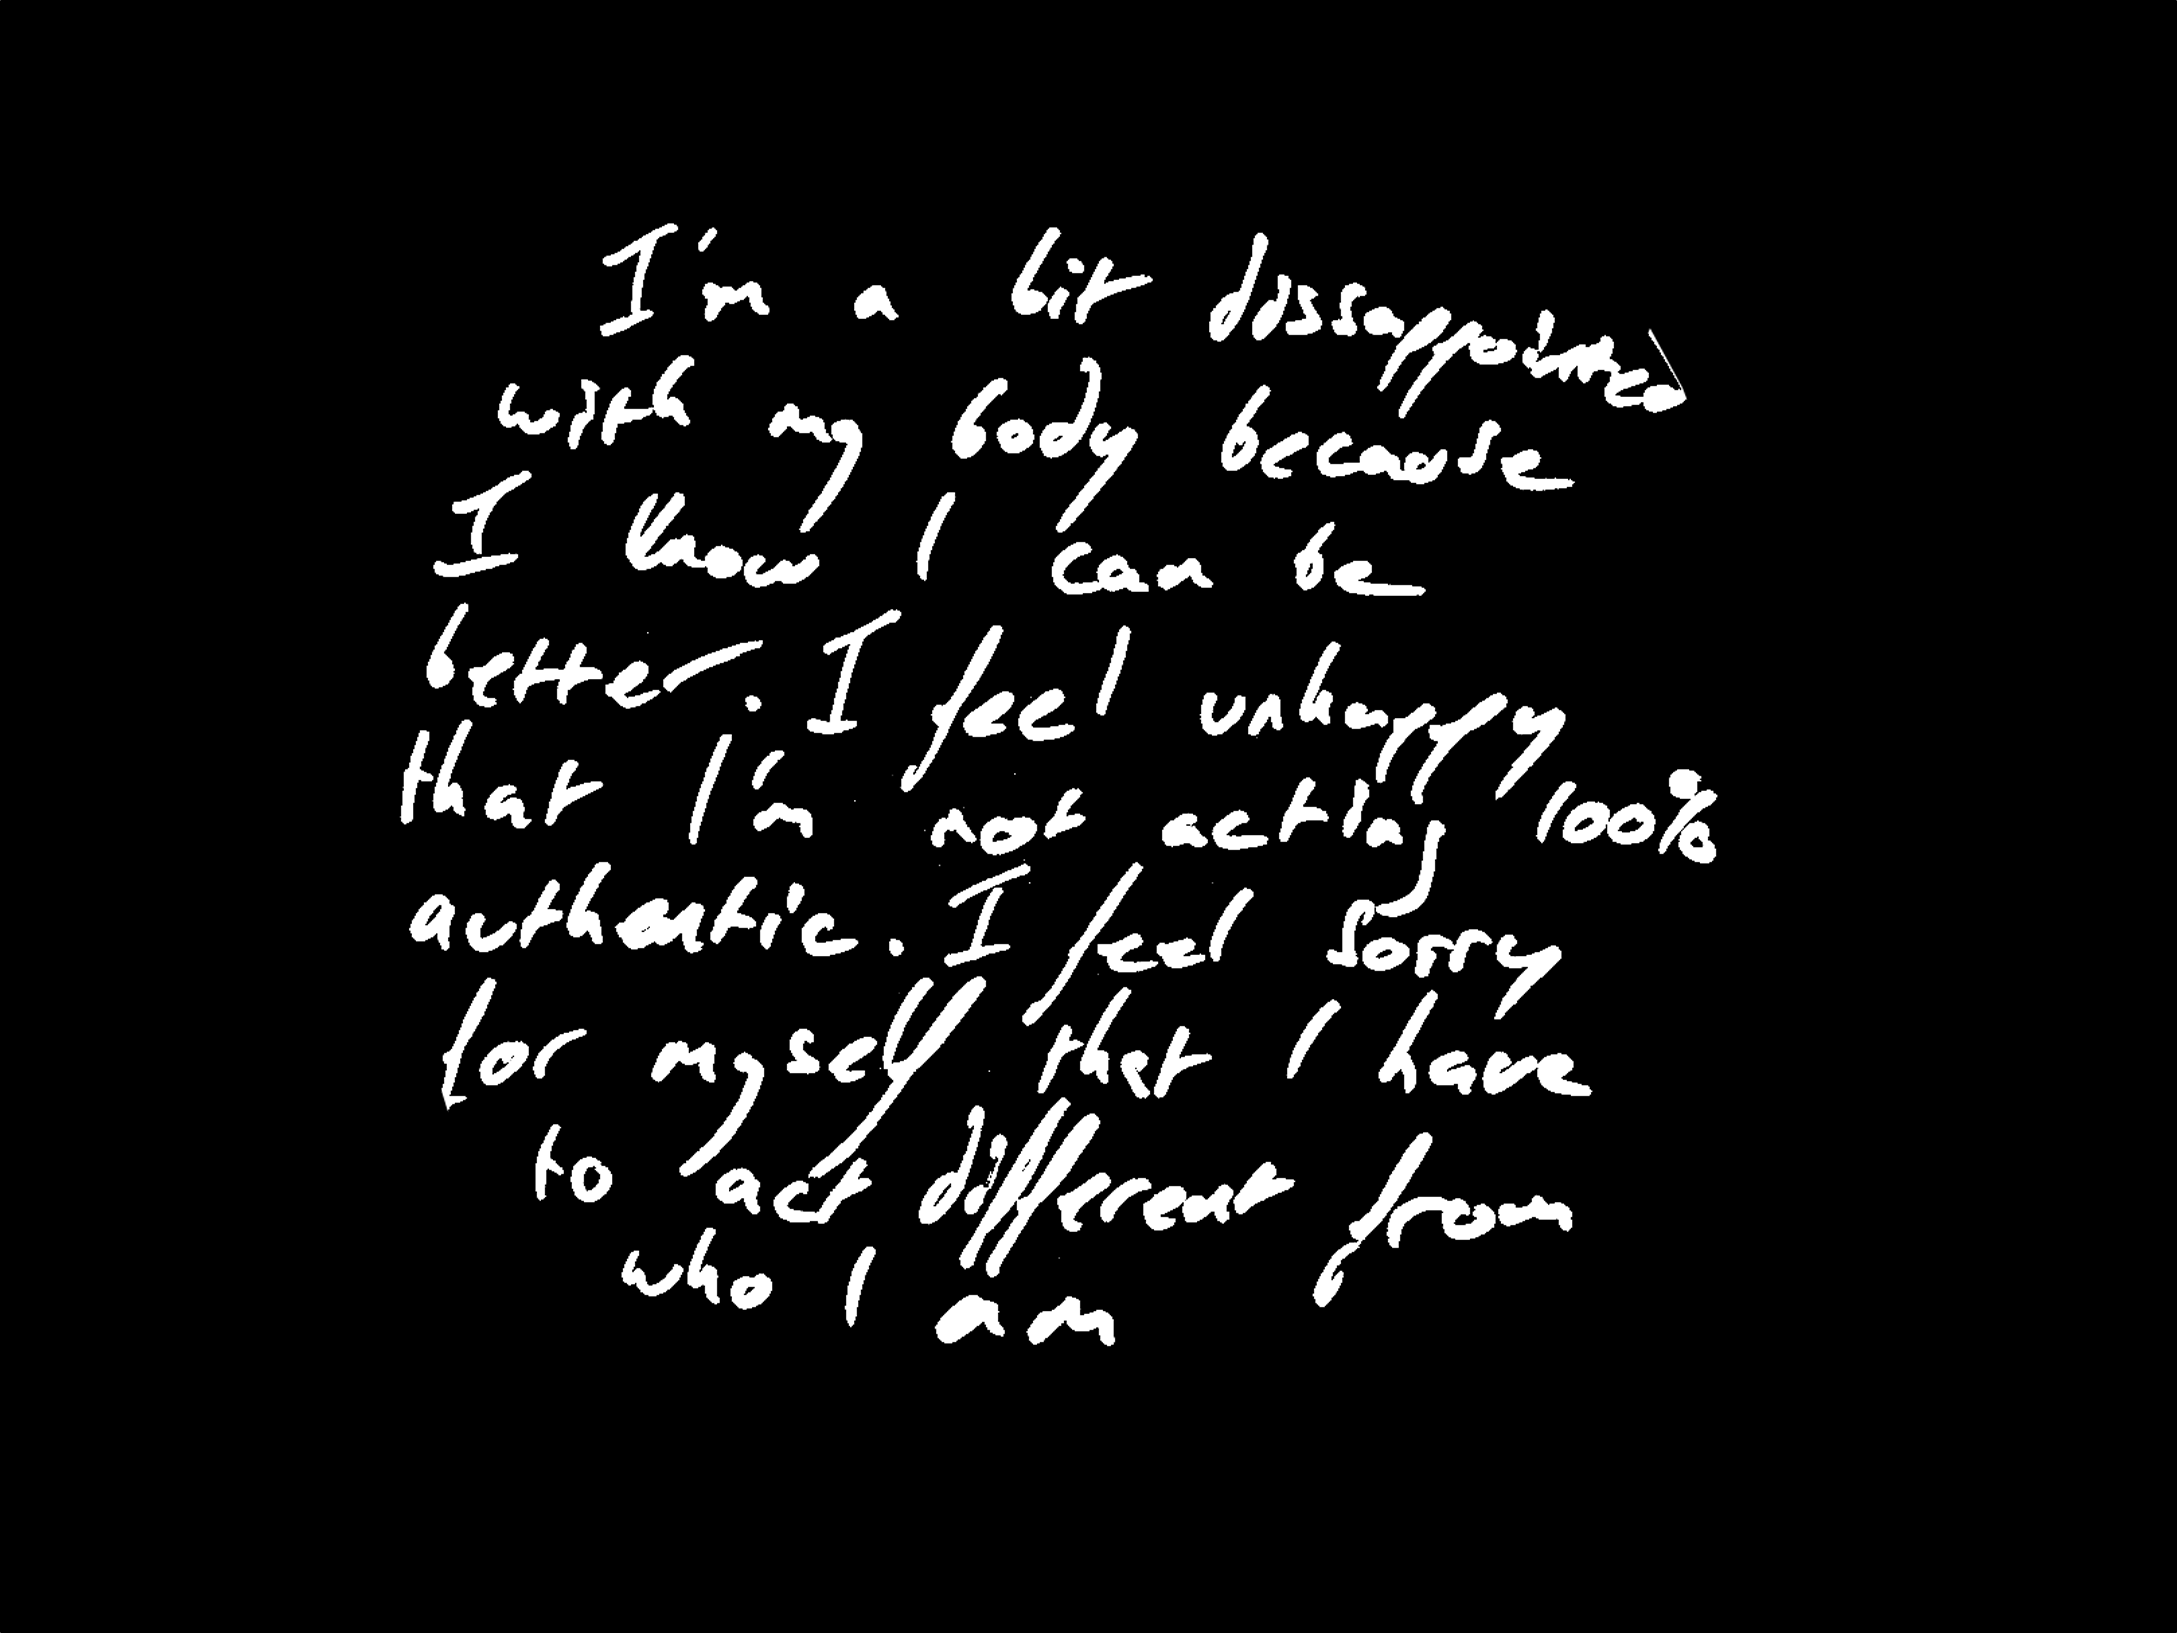 I'm a bit dissappointed
with my body because
I know I can be
better. I feel unhappy
that I'm not acting 100%
authentic. I feel sorry
for myself that I have
to act different from
who I am